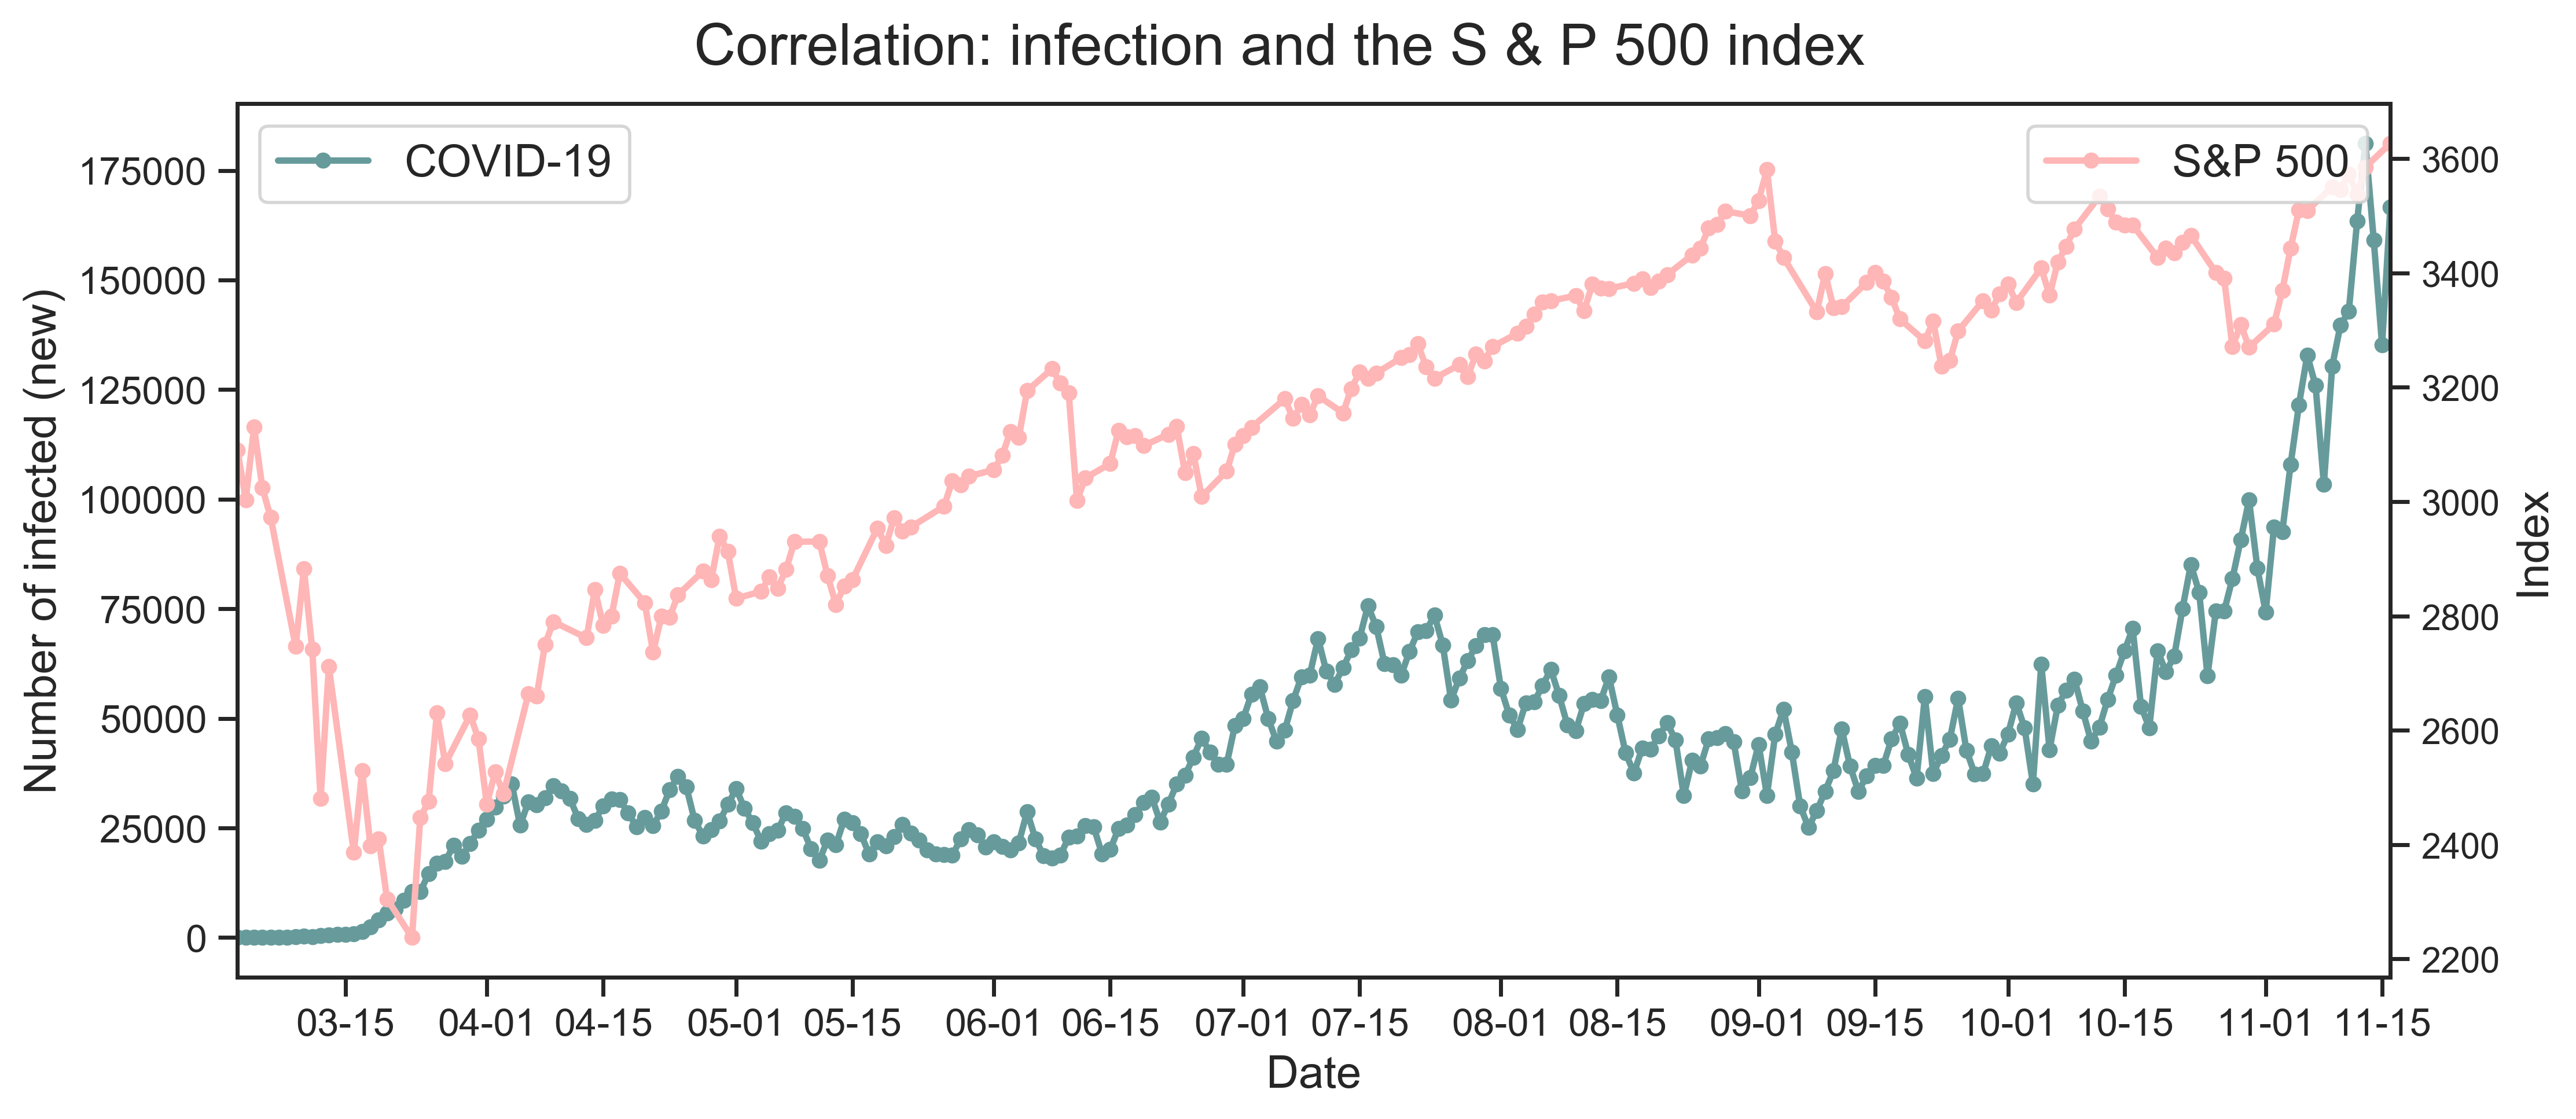 Correlation: infection and the S & P 500 index
COVID-19
S&P 500
Number of infected (new)
175000
150000
125000
100000
75000
50000
25000
0
3600
3400
3200
3000
2800
2600
2400
2200
Index
03-15 04-01 04-15 05-01 05-15 06-01 06-15 07-01 07-15 08-01 08-15 09-01 09-15 10-01 10-15 11-01 11-15
Date